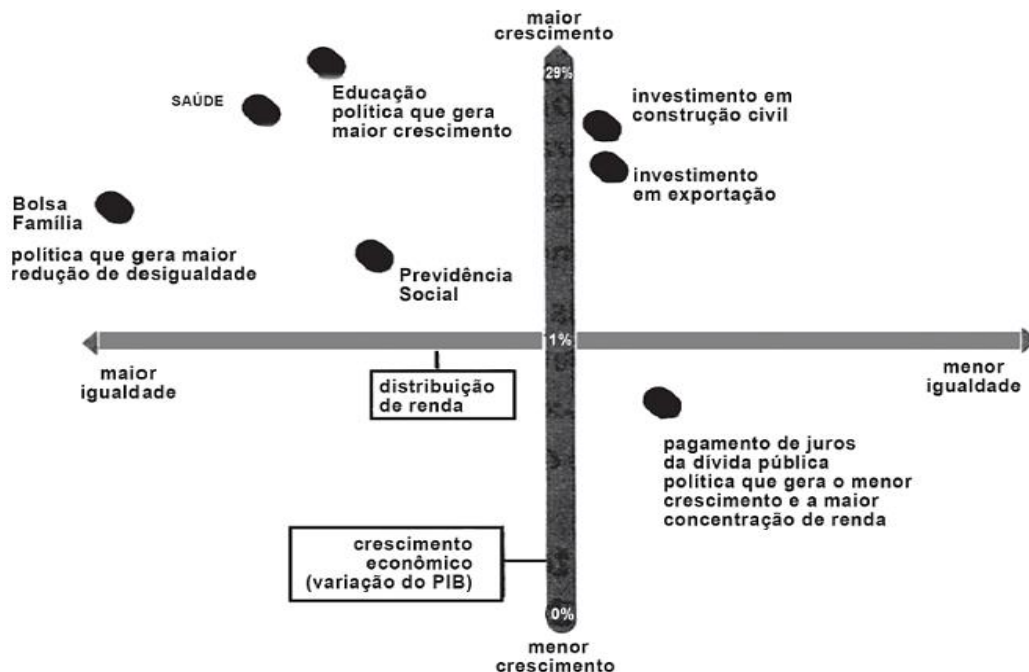 maior
crescimento
29%
SAÚDE
Educação
política que gera
maior crescimento
investimento em
construção civil
investimento
em exportação
Bolsa
Família
política que gera maior
redução de desigualdade
Previdência
Social
1%
maior
igualdade
menor
igualdade
distribuição
de renda
pagamento de juros
da dívida pública
política que gera o menor
crescimento e a maior
concentração de renda
crescimento
econômico
(variação do PIB)
0%
menor
crescimento